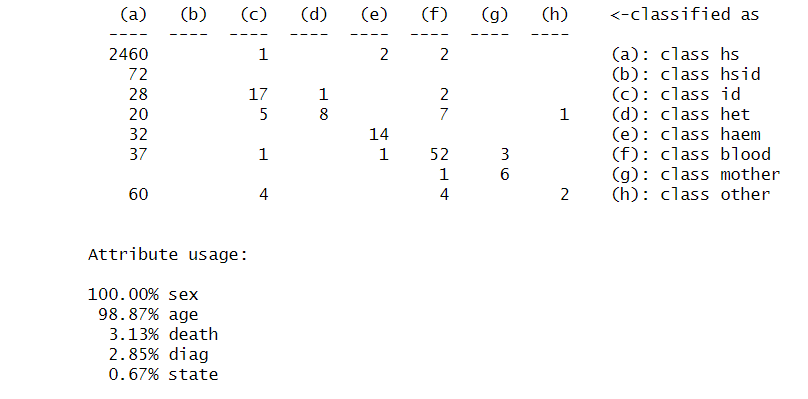 (a) (b) (c) (d) (e) (f) (g) (h) <-classified as
---- ---- ---- ---- ---- ---- ---- ----
2460 1 2 2 (a): class hs
72 (b): class hsid
28 17 1 2 (c): class id
20 5 8 7 1 (d): class het
32 14 (e): class haem
37 1 1 52 3 (f): class blood
1 6 (g): class mother
60 4 4 2 (h): class other
Attribute usage:
100.00% sex
98.87% age
3.13% death
2.85% diag
0.67% state